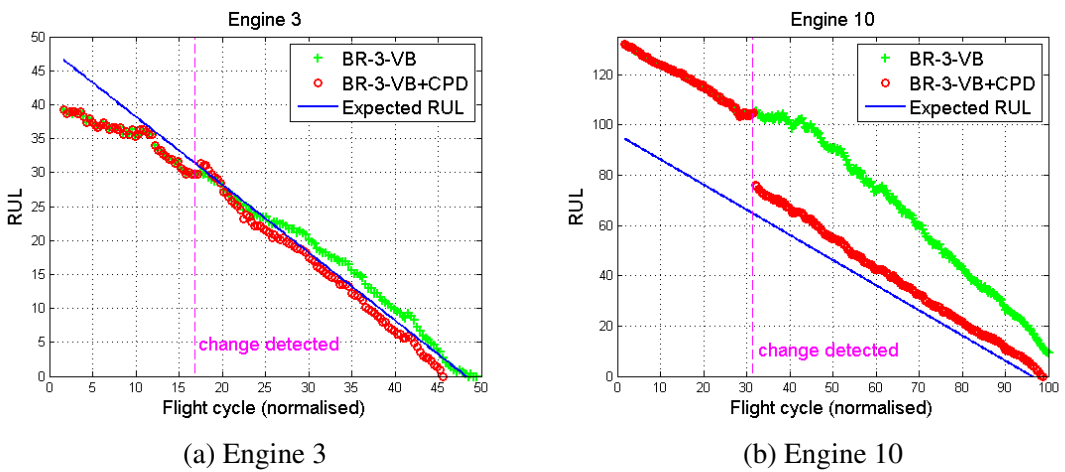 Engine 3
50
45
40
35
30
25
20
15
10
5
0
RUL
BR-3-VB
BR-3-VB+CPD
Expected RUL
change detected
0 5 10 15 20 25 30 35 40 45 50
Flight cycle (normalised)
(a) Engine 3
Engine 10
120
100
80
60
40
20
0
RUL
BR-3-VB
BR-3-VB+CPD
Expected RUL
change detected
0 10 20 30 40 50 60 70 80 90 100
Flight cycle (normalised)
(b) Engine 10